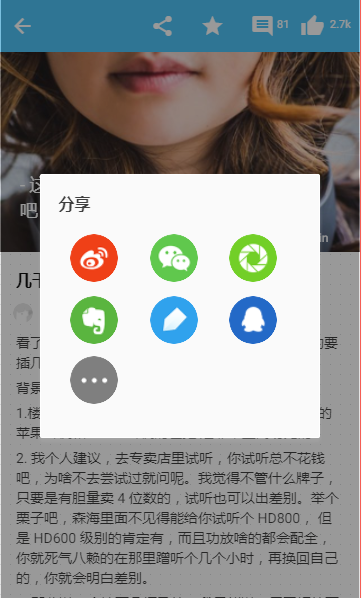 81
2.7k
- 这
吧
in
分享
几千
看了
要
插几
背景
1.楼
的
苹果
2. 我个人建议，去专卖店里试听，你试听总不花钱
吧，为啥不去尝试过就问呢。我觉得不管什么牌子，
只要是有胆量卖 4 位数的，试听也可以出差别。举个
栗子吧，森海里面不见得能给你试听个 HD800， 但
是 HD600 级别的肯定有，而且功放啥的都会配全，
你就死气八赖的在那里蹭听个几个小时，再换回自己
的，你就会明白差别。